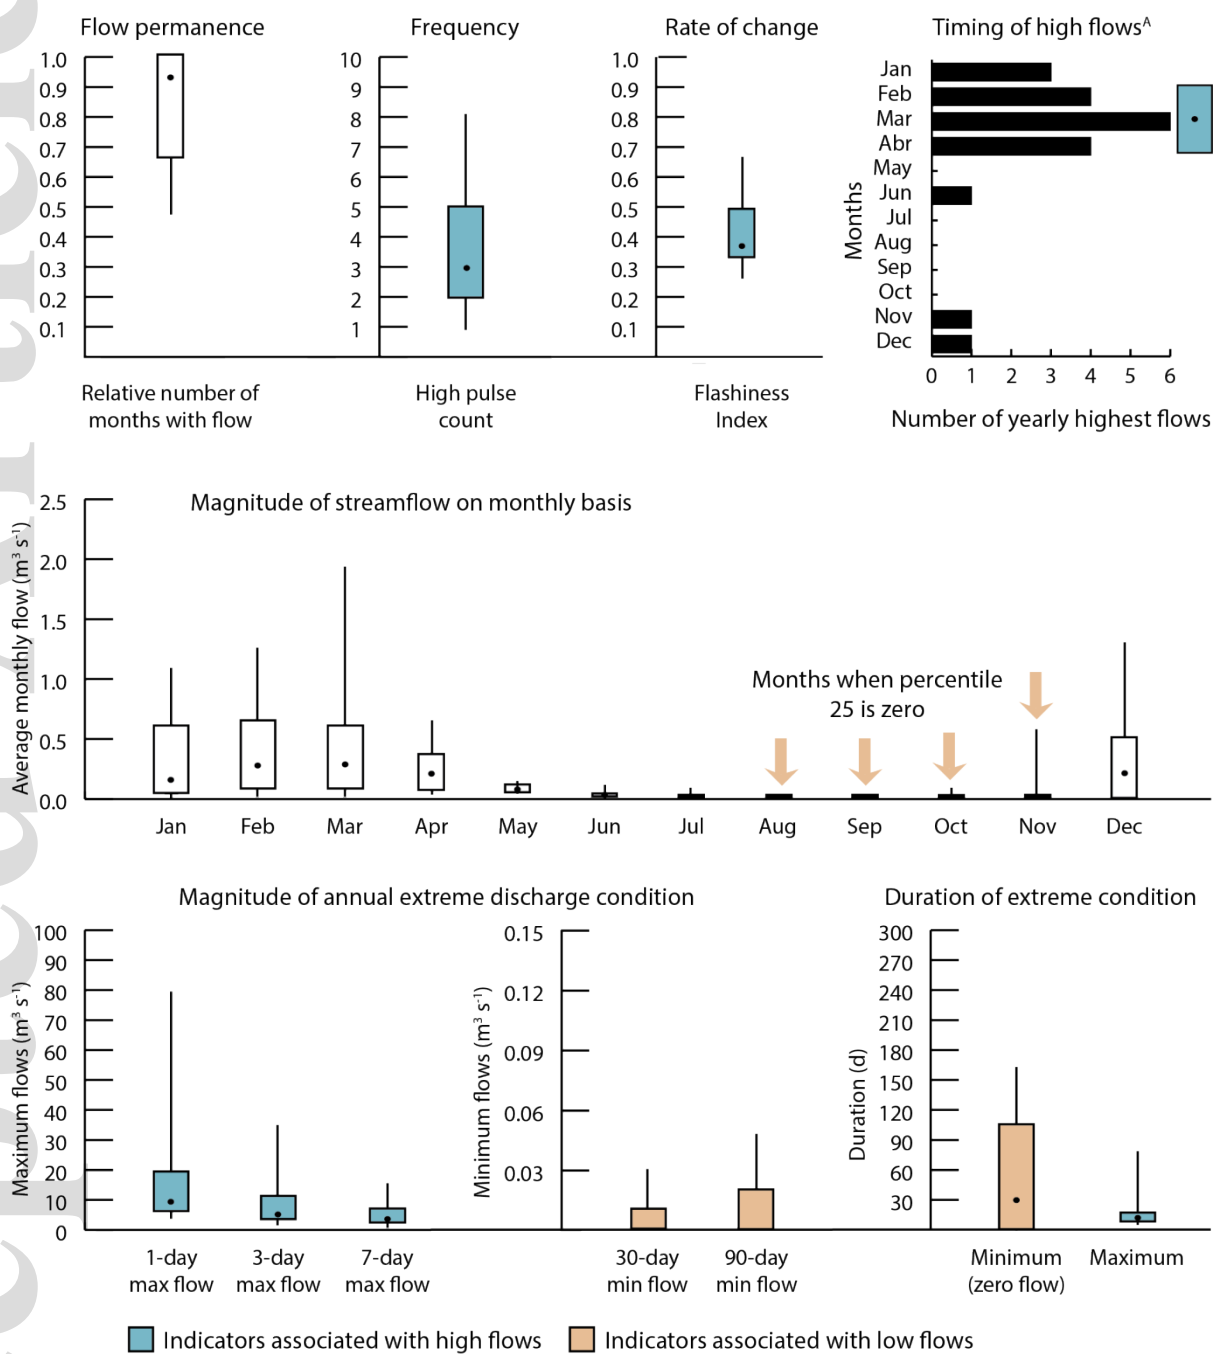 Flow permanence
1.0
0.9
0.8
0.7
0.6
0.5
0.4
0.3
0.2
0.1
Relative number of
months with flow
Frequency
10
9
8
7
6
5
4
3
2
1
High pulse
count
Rate of change
1.0
0.9
0.8
0.7
0.6
0.5
0.4
0.3
0.2
0.1
Flashiness
Index
Timing of high flowsA
Months
Jan
Feb
Mar
Abr
May
Jun
Jul
Aug
Sep
Oct
Nov
Dec
0 1 2 3 4 5 6
Number of yearly highest flows
Magnitude of streamflow on monthly basis
Average monthly flow (m³ s⁻¹)
2.5
2.0
1.5
1.0
0.5
0.0
Months when percentile
25 is zero
Jan Feb Mar Apr May Jun Jul Aug Sep Oct Nov Dec
Magnitude of annual extreme discharge condition
Maximum flows (m³ s⁻¹)
100
90
80
70
60
50
40
30
20
10
0
1-day
max flow
3-day
max flow
7-day
max flow
Minimum flows (m³ s⁻¹)
0.15
0.12
0.09
0.06
0.03
30-day
min flow
90-day
min flow
Duration of extreme condition
Duration (d)
300
270
240
210
180
150
120
90
60
30
Minimum
(zero flow)
Maximum
Indicators associated with high flows
Indicators associated with low flows